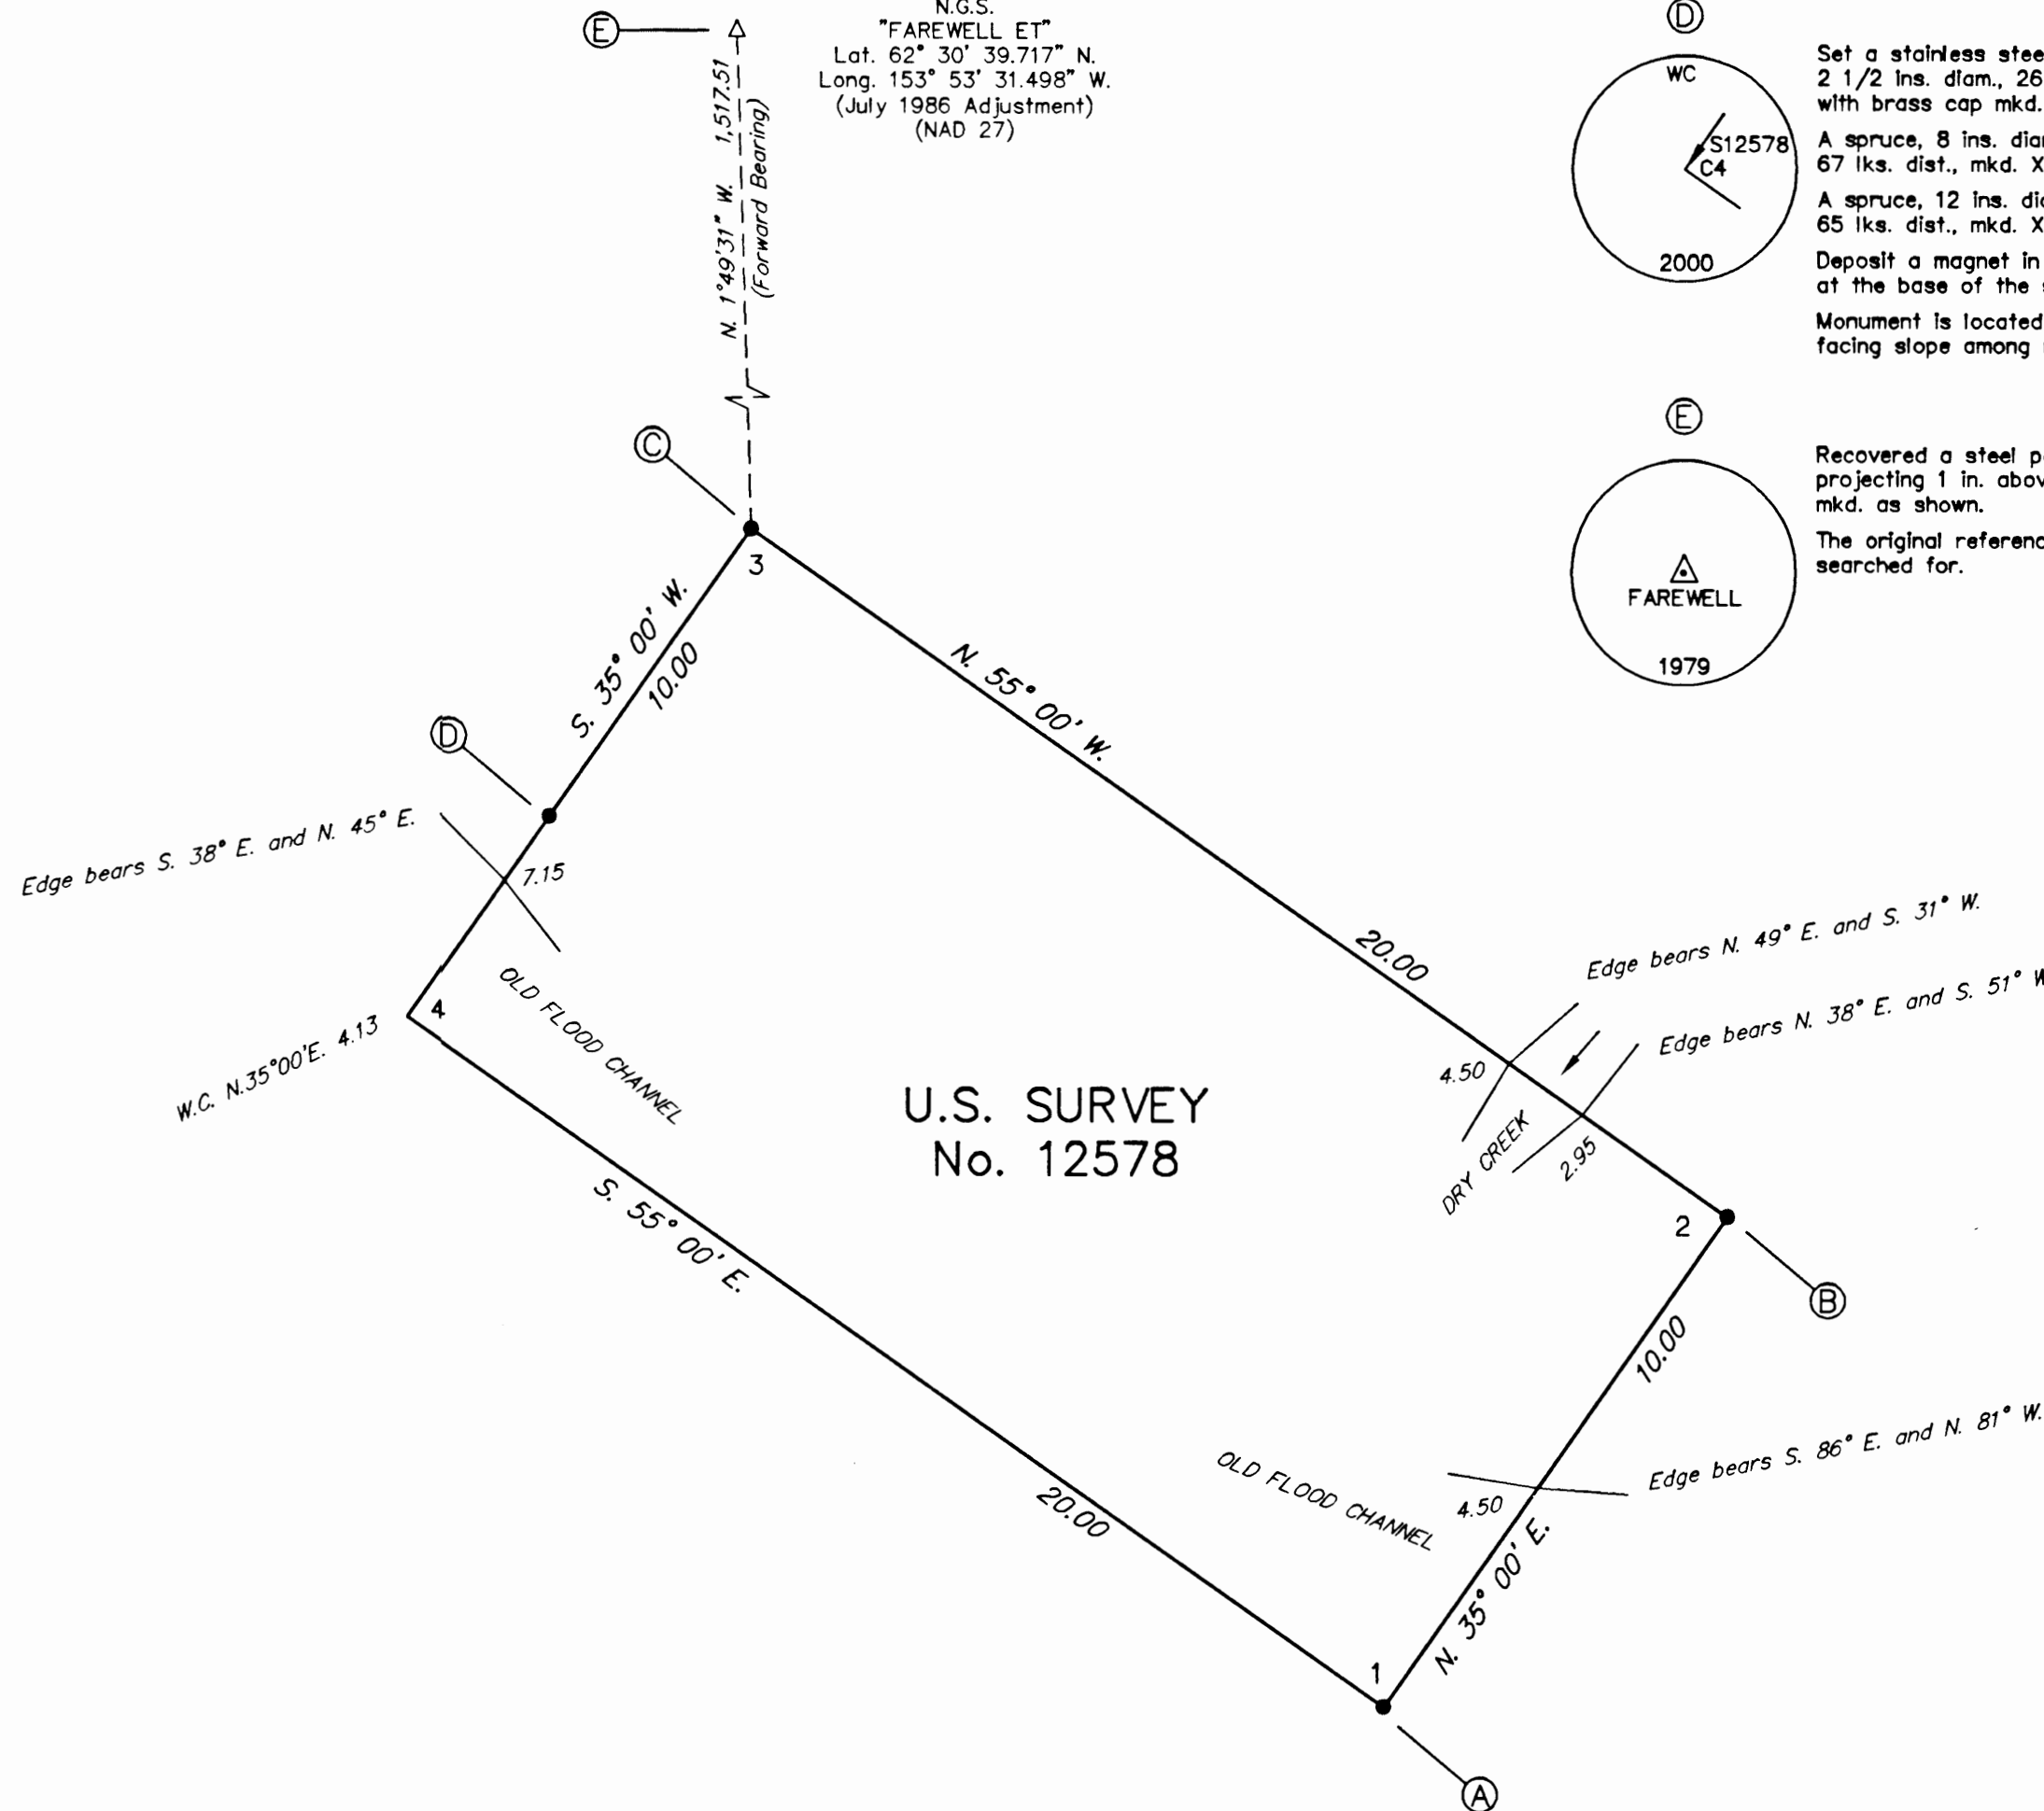 N.G.S.
"FAREWELL ET"
Lat. 62° 30' 39.717" N.
Long. 153° 53' 31.498" W.
(July 1986 Adjustment)
(NAD 27)
E
N. 1°49'31" W. 1,517.51
(Forward Bearing)
D
WC
S12578
C4
2000
Set a stainless
2 1/2 ins. diam., 26
with brass cap mkd.
A spruce, 8 ins.
67 lks. dist., mkd. X
A spruce, 12 ins.
65 lks. dist., mkd. X
Deposit a magnet in
at the base of the
Monument is located
facing slope among
E
FAREWELL
1979
Recovered a steel
projecting 1 in.
mkd. as shown.
The original
searched for.
C
3
S. 35° 00' W.
10.00
N. 55° 00' W.
20.00
D
Edge bears S. 38° E. and N. 45° E.
7.15
4
W.C. N.35°00'E. 4.13
OLD FLOOD CHANNEL
Edge bears N. 49° E. and S. 31° W.
Edge bears N. 38° E. and S. 51° W
4.50
DRY CREEK
2.95
U.S. SURVEY
No. 12578
2
B
S. 55° 00' E.
20.00
10.00
Edge bears S. 86° E. and N. 81° W.
OLD FLOOD CHANNEL
4.50
N. 35° 00' E.
1
A